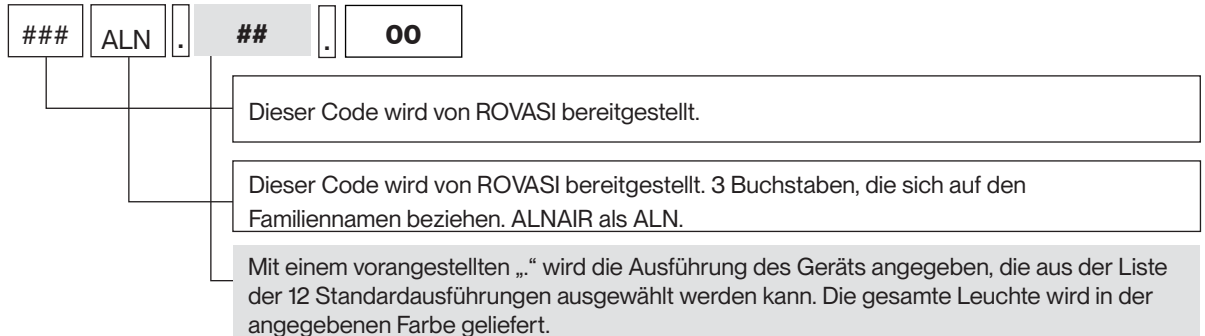 ### ALN . ## . 00
Dieser Code wird von ROVASI bereitgestellt.
Dieser Code wird von ROVASI bereitgestellt. 3 Buchstaben, die sich auf den
Familiennamen beziehen. ALNAIR als ALN.
Mit einem vorangestellten „.“ wird die Ausführung des Geräts angegeben, die aus der Liste
der 12 Standardausführungen ausgewählt werden kann. Die gesamte Leuchte wird in der
angegebenen Farbe geliefert.